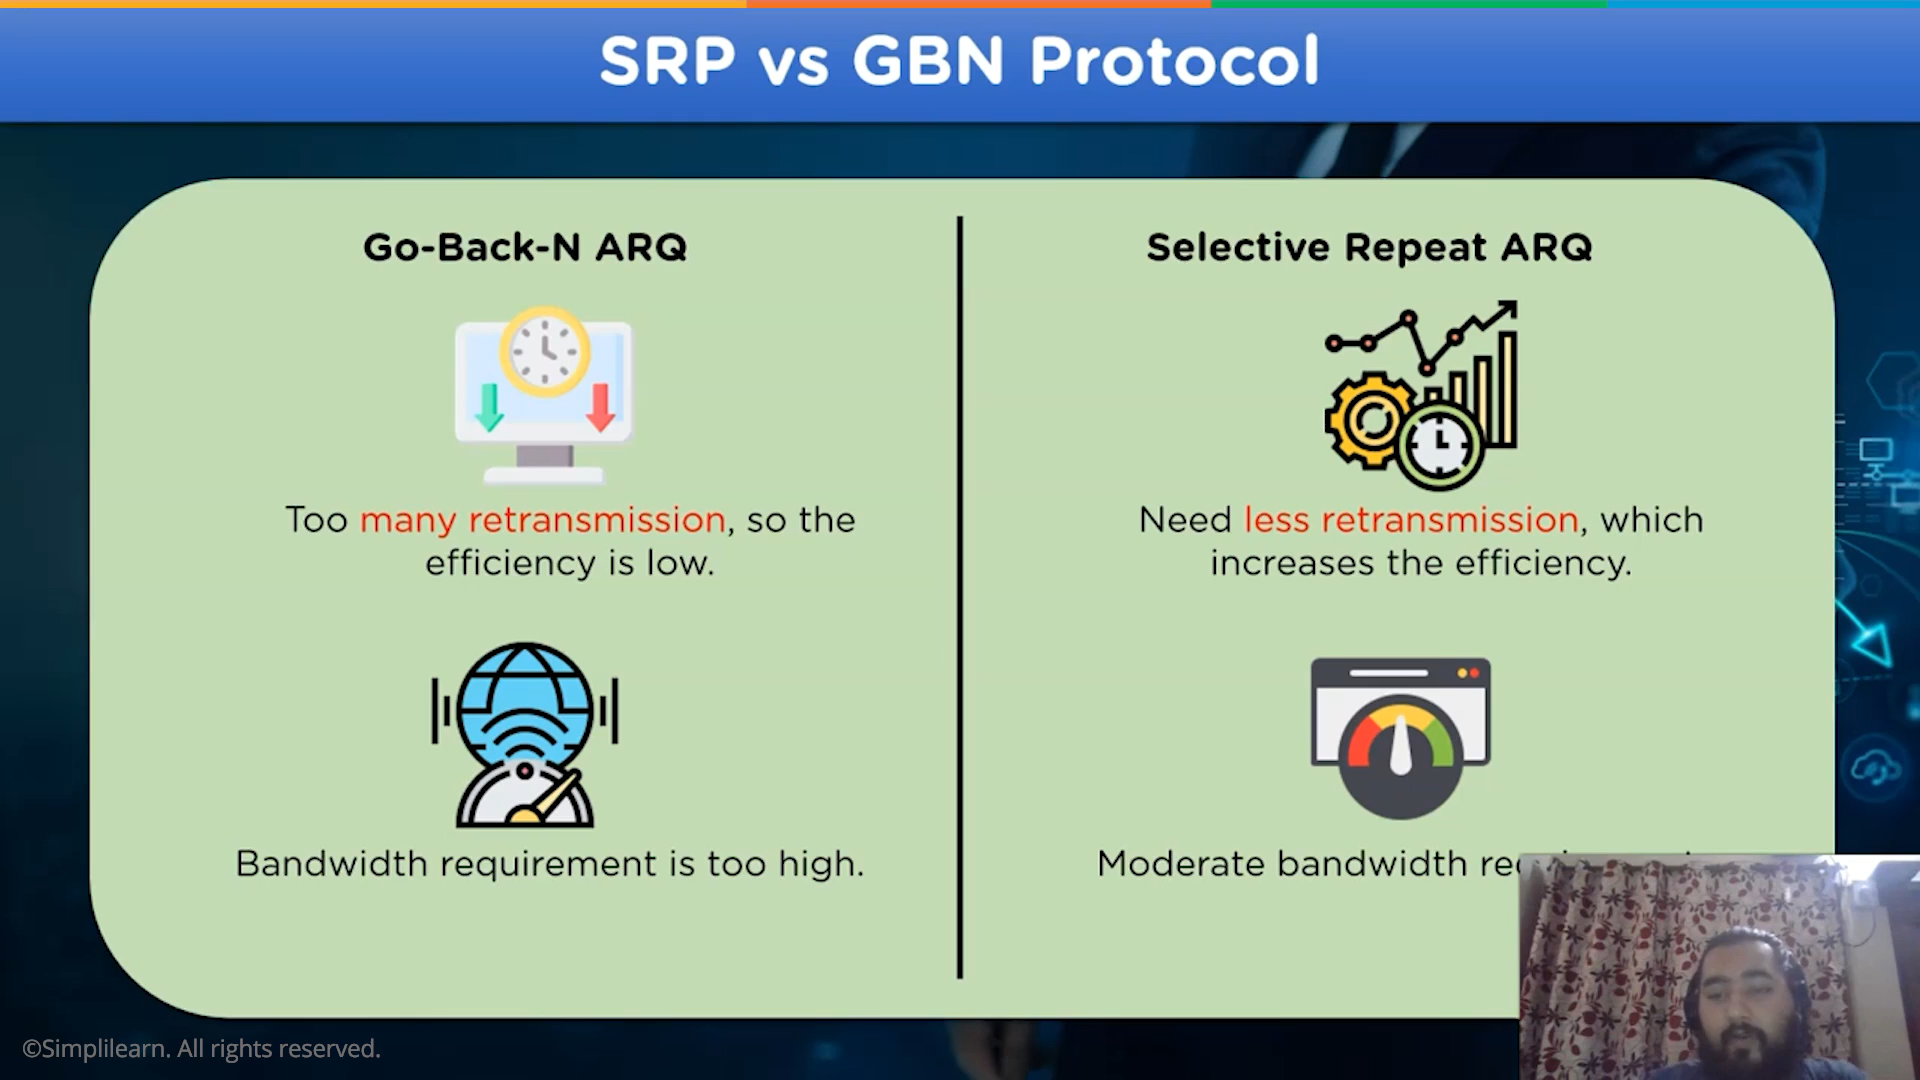 SRP vs GBN Protocol
Go-Back-N ARQ
Too many retransmission, so the
efficiency is low.
Bandwidth requirement is too high.
Selective Repeat ARQ
Need less retransmission, which
increases the efficiency.
Moderate bandwidth
©Simplilearn. All rights reserved.